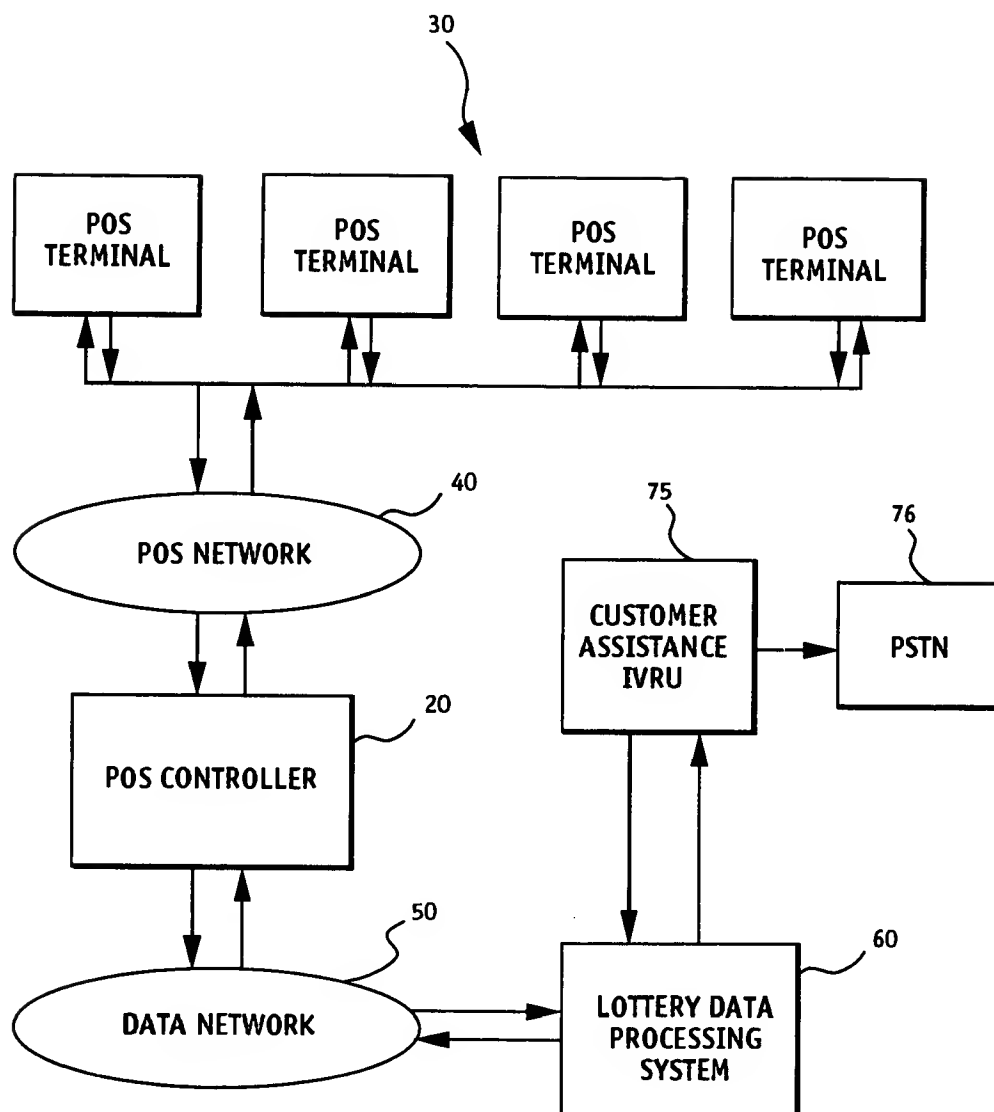 30
POS
TERMINAL
POS
TERMINAL
POS
TERMINAL
POS
TERMINAL
40
POS NETWORK
75
76
CUSTOMER
ASSISTANCE
IVRU
PSTN
20
POS CONTROLLER
50
60
DATA NETWORK
LOTTERY DATA
PROCESSING
SYSTEM